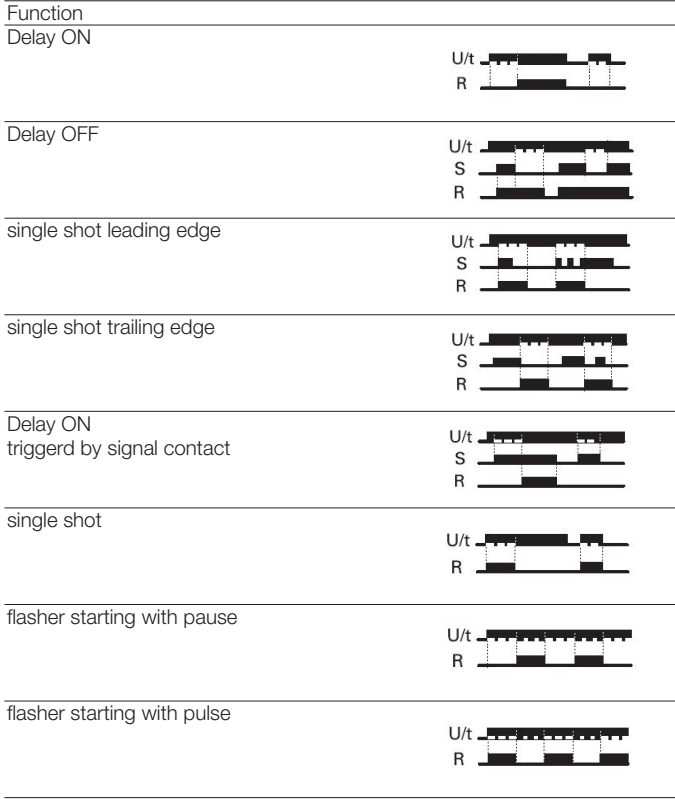 Function
Delay ON
U/t
R
Delay OFF
U/t
S
R
single shot leading edge
U/t
S
R
single shot trailing edge
U/t
S
R
Delay ON
triggerd by signal contact
U/t
S
R
single shot
U/t
R
flasher starting with pause
U/t
R
flasher starting with pulse
U/t
R